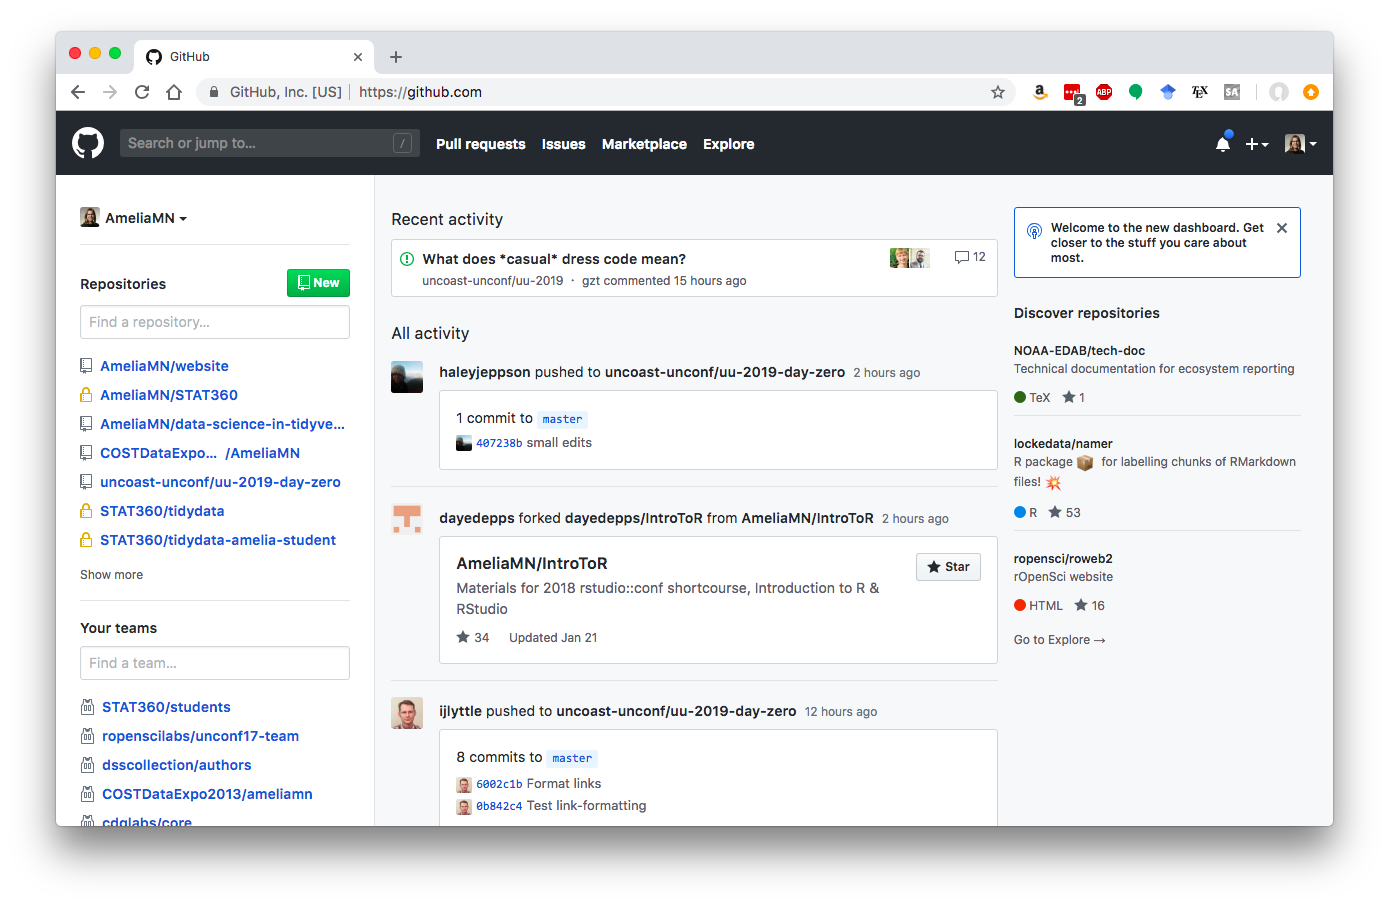 GitHub
GitHub, Inc. [US] | https://github.com
a
2
ABP
TEX
SA
Search or jump to...
/
Pull requests
Issues
Marketplace
Explore
AmeliaMN
Repositories
New
Find a repository...
AmeliaMN/website
AmeliaMN/STAT360
AmeliaMN/data-science-in-tidyve...
COSTDataExpo... /AmeliaMN
uncoast-unconf/uu-2019-day-zero
STAT360/tidydata
STAT360/tidydata-amelia-student
Show more
Your teams
Find a team...
STAT360/students
ropenscilabs/unconf17-team
dsscollection/authors
COSTDataExpo2013/ameliamn
cdglabs/core
Recent activity
What does *casual* dress code mean?
12
uncoast-unconf/uu-2019 · gzt commented 15 hours ago
All activity
haleyjeppson pushed to uncoast-unconf/uu-2019-day-zero 2 hours ago
1 commit to master
407238b small edits
dayedepps forked dayedepps/IntroToR from AmeliaMN/IntroToR 2 hours ago
AmeliaMN/IntroToR
Star
Materials for 2018 rstudio::conf shortcourse, Introduction to R &
RStudio
34 Updated Jan 21
ijlyttle pushed to uncoast-unconf/uu-2019-day-zero 12 hours ago
8 commits to master
6002c1b Format links
0b842c4 Test link-formatting
Welcome to the new dashboard. Get
closer to the stuff you care about
most.
Discover repositories
NOAA-EDAB/tech-doc
Technical documentation for ecosystem reporting
TeX 1
lockedata/namer
R package 📦 for labelling chunks of RMarkdown
files! 💥
R 53
ropensci/roweb2
rOpenSci website
HTML 16
Go to Explore →